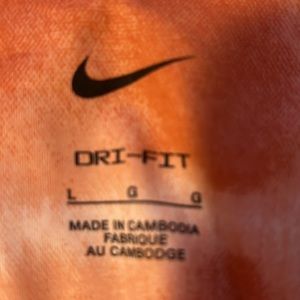 DRI-FIT
L G G
MADE IN CAMBODIA
FABRIQUE
AU CAMBODGE